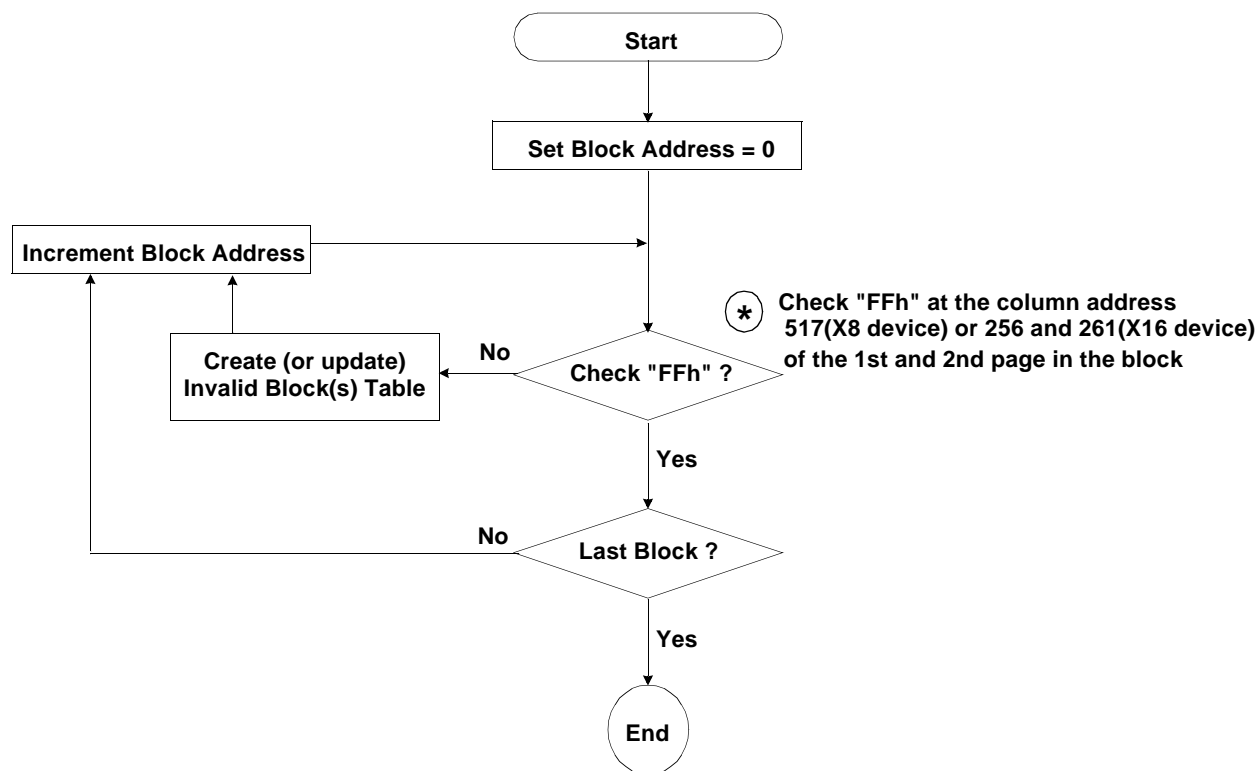 Start
Set Block Address = 0
Increment Block Address
* Check "FFh" at the column address
517(X8 device) or 256 and 261(X16 device)
of the 1st and 2nd page in the block
Create (or update)
Invalid Block(s) Table
No
Check "FFh" ?
Yes
No
Last Block ?
Yes
End